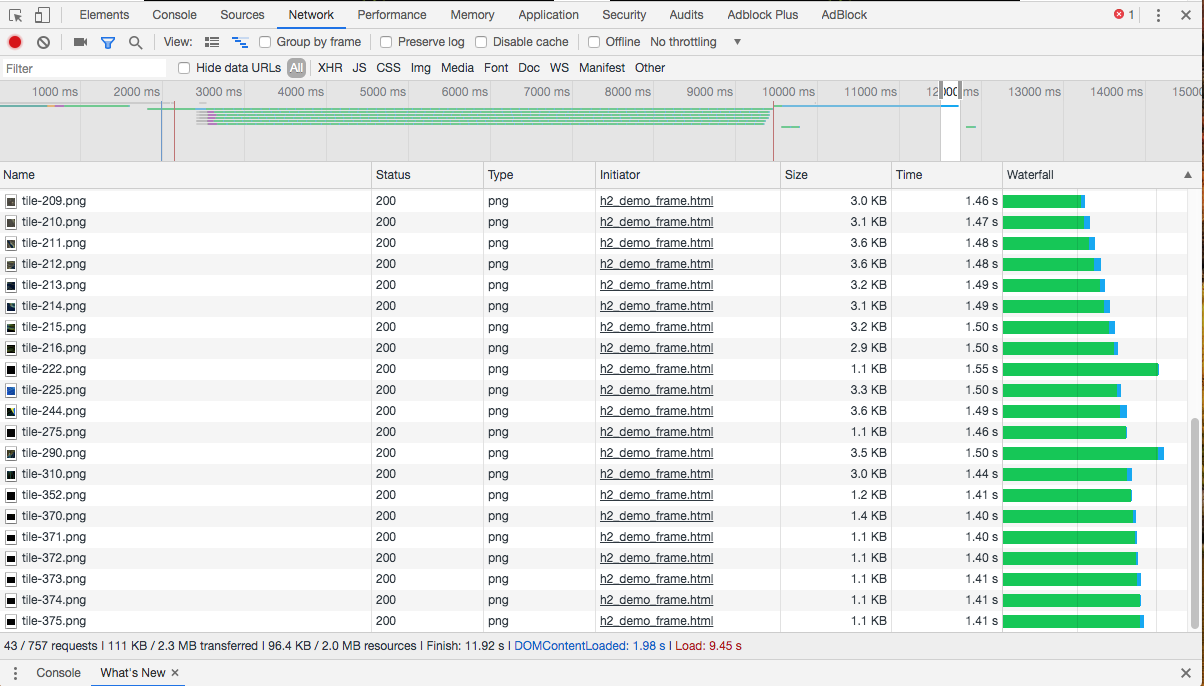 Elements Console Sources Network Performance Memory Application Security Audits Adblock Plus AdBlock 1
View: Group by frame Preserve log Disable cache Offline No throttling
Filter Hide data URLs All XHR JS CSS Img Media Font Doc WS Manifest Other
1000 ms 2000 ms 3000 ms 4000 ms 5000 ms 6000 ms 7000 ms 8000 ms 9000 ms 10000 ms 11000 ms 12000 ms 13000 ms 14000 ms 15000
Name Status Type Initiator Size Time Waterfall
tile-209.png 200 png h2_demo_frame.html 3.0 KB 1.46 s
tile-210.png 200 png h2_demo_frame.html 3.1 KB 1.47 s
tile-211.png 200 png h2_demo_frame.html 3.6 KB 1.48 s
tile-212.png 200 png h2_demo_frame.html 3.6 KB 1.48 s
tile-213.png 200 png h2_demo_frame.html 3.2 KB 1.49 s
tile-214.png 200 png h2_demo_frame.html 3.1 KB 1.49 s
tile-215.png 200 png h2_demo_frame.html 3.2 KB 1.50 s
tile-216.png 200 png h2_demo_frame.html 2.9 KB 1.50 s
tile-222.png 200 png h2_demo_frame.html 1.1 KB 1.55 s
tile-225.png 200 png h2_demo_frame.html 3.3 KB 1.50 s
tile-244.png 200 png h2_demo_frame.html 3.6 KB 1.49 s
tile-275.png 200 png h2_demo_frame.html 1.1 KB 1.46 s
tile-290.png 200 png h2_demo_frame.html 3.5 KB 1.50 s
tile-310.png 200 png h2_demo_frame.html 3.0 KB 1.44 s
tile-352.png 200 png h2_demo_frame.html 1.2 KB 1.41 s
tile-370.png 200 png h2_demo_frame.html 1.4 KB 1.40 s
tile-371.png 200 png h2_demo_frame.html 1.1 KB 1.40 s
tile-372.png 200 png h2_demo_frame.html 1.1 KB 1.40 s
tile-373.png 200 png h2_demo_frame.html 1.1 KB 1.41 s
tile-374.png 200 png h2_demo_frame.html 1.1 KB 1.41 s
tile-375.png 200 png h2_demo_frame.html 1.1 KB 1.41 s
43 / 757 requests | 111 KB / 2.3 MB transferred | 96.4 KB / 2.0 MB resources | Finish: 11.92 s | DOMContentLoaded: 1.98 s | Load: 9.45 s
Console What's New